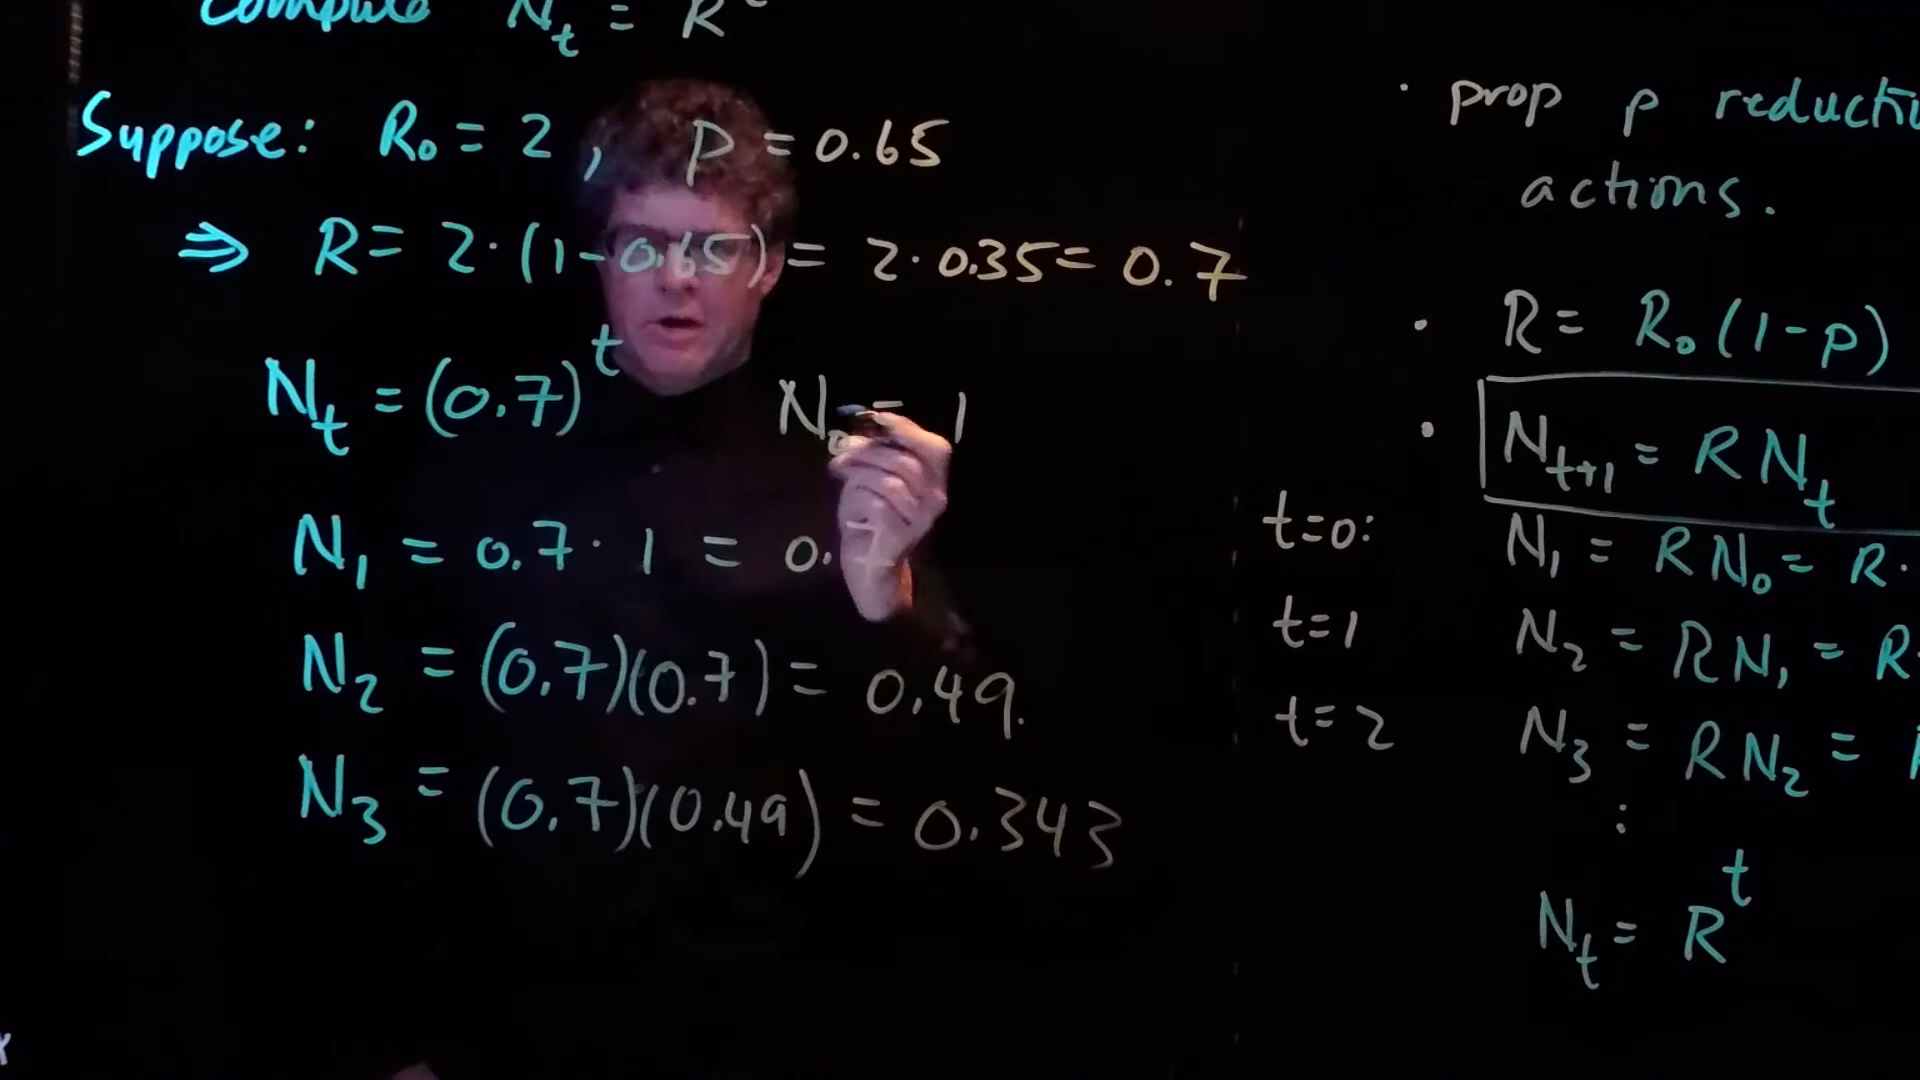 Compute N_t = R^t
Suppose: R₀ = 2, p = 0.65
⇒ R = 2·(1-0.65) = 2·0.35 = 0.7
N_t = (0.7)^t N₀ = 1
N₁ = 0.7·1 = 0.7
N₂ = (0.7)(0.7) = 0.49.
N₃ = (0.7)(0.49) = 0.343
· prop p
actions.
· R = R₀(1-p)
· N_{t+1} = R N_t
t=0: N₁ = R N₀ = R·
t=1 N₂ = R N₁ = R·
t=2 N₃ = R N₂ =
:
N_t = R^t